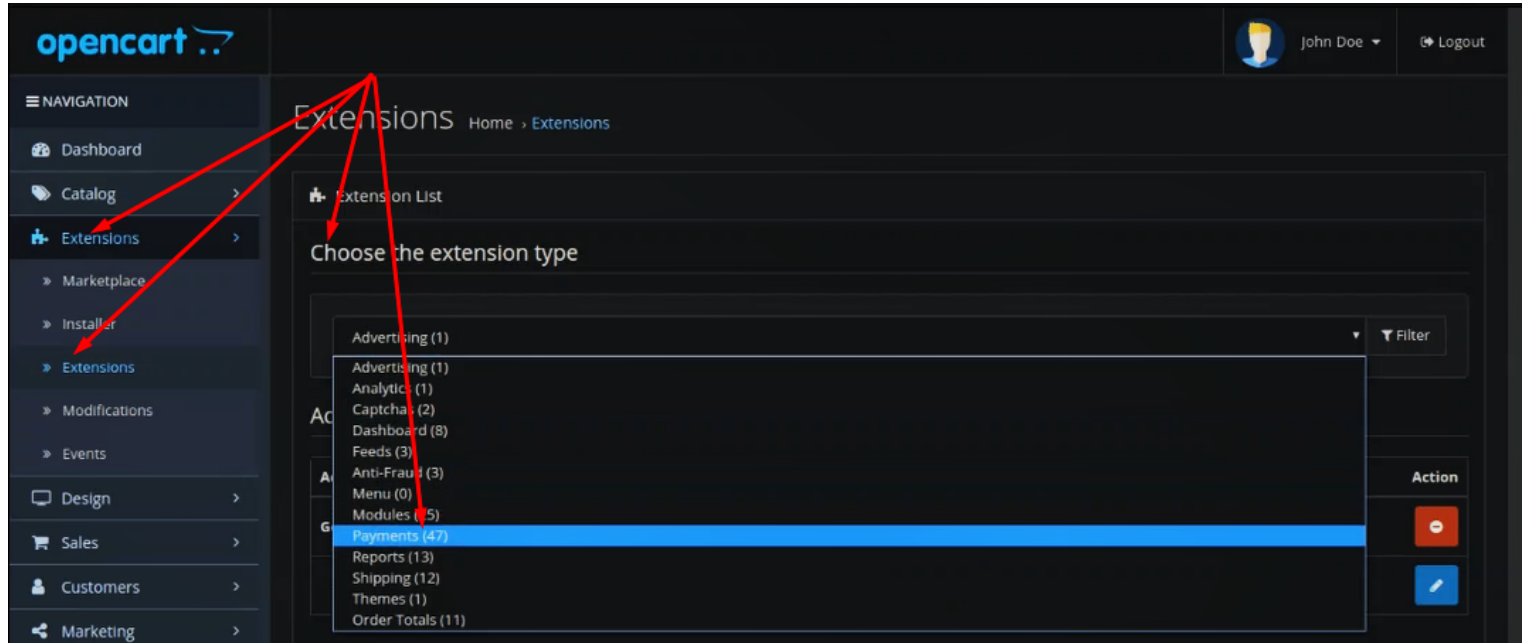 opencart
John Doe
Logout
NAVIGATION
Extensions Home › Extensions
Dashboard
Catalog
Extension List
Extensions
Choose the extension type
Marketplace
Installer
Advertising (1)
Filter
Extensions
Advertising (1)
Analytics (1)
Captchas (2)
Dashboard (8)
Feeds (3)
Anti-Fraud (3)
Menu (0)
Modules
Payments (47)
Reports (13)
Shipping (12)
Themes (1)
Order Totals (11)
Modifications
Events
Action
Design
Sales
Customers
Marketing